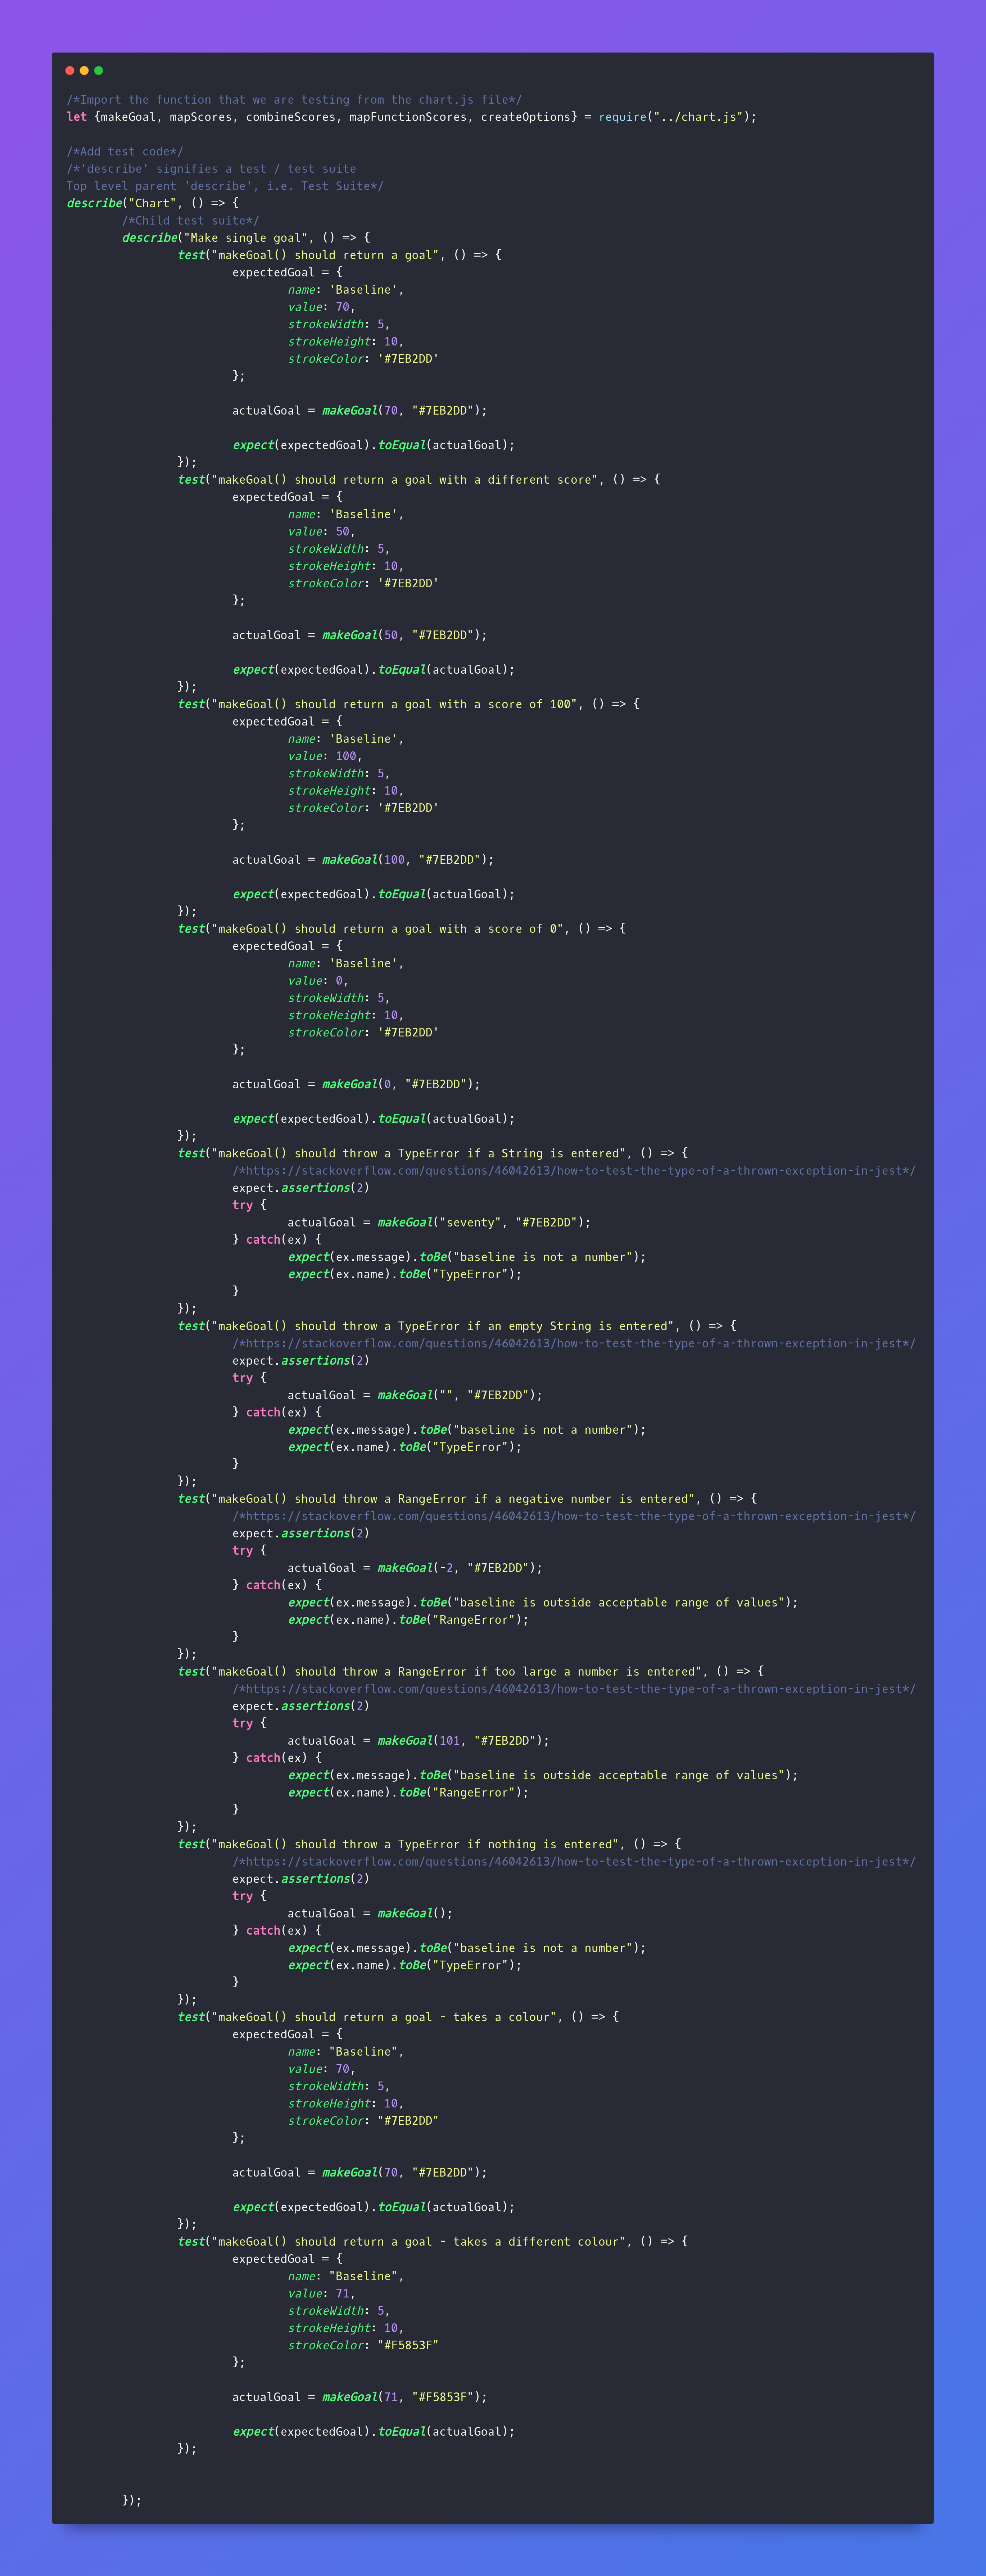 /*Import the function that we are testing from the chart.js file*/
let {makeGoal, mapScores, combineScores, mapFunctionScores, createOptions} = require("../chart.js");

/*Add test code*/
/*'describe' signifies a test / test suite
Top level parent 'describe', i.e. Test Suite*/
describe("Chart", () => {
        /*Child test suite*/
        describe("Make single goal", () => {
                test("makeGoal() should return a goal", () => {
                        expectedGoal = {
                                name: 'Baseline',
                                value: 70,
                                strokeWidth: 5,
                                strokeHeight: 10,
                                strokeColor: '#7EB2DD'
                        };

                        actualGoal = makeGoal(70, "#7EB2DD");

                        expect(expectedGoal).toEqual(actualGoal);
                });
                test("makeGoal() should return a goal with a different score", () => {
                        expectedGoal = {
                                name: 'Baseline',
                                value: 50,
                                strokeWidth: 5,
                                strokeHeight: 10,
                                strokeColor: '#7EB2DD'
                        };

                        actualGoal = makeGoal(50, "#7EB2DD");

                        expect(expectedGoal).toEqual(actualGoal);
                });
                test("makeGoal() should return a goal with a score of 100", () => {
                        expectedGoal = {
                                name: 'Baseline',
                                value: 100,
                                strokeWidth: 5,
                                strokeHeight: 10,
                                strokeColor: '#7EB2DD'
                        };

                        actualGoal = makeGoal(100, "#7EB2DD");

                        expect(expectedGoal).toEqual(actualGoal);
                });
                test("makeGoal() should return a goal with a score of 0", () => {
                        expectedGoal = {
                                name: 'Baseline',
                                value: 0,
                                strokeWidth: 5,
                                strokeHeight: 10,
                                strokeColor: '#7EB2DD'
                        };

                        actualGoal = makeGoal(0, "#7EB2DD");

                        expect(expectedGoal).toEqual(actualGoal);
                });
                test("makeGoal() should throw a TypeError if a String is entered", () => {
                        /*https://stackoverflow.com/questions/46042613/how-to-test-the-type-of-a-thrown-exception-in-jest*/
                        expect.assertions(2)
                        try {
                                actualGoal = makeGoal("seventy", "#7EB2DD");
                        } catch(ex) {
                                expect(ex.message).toBe("baseline is not a number");
                                expect(ex.name).toBe("TypeError");
                        }
                });
                test("makeGoal() should throw a TypeError if an empty String is entered", () => {
                        /*https://stackoverflow.com/questions/46042613/how-to-test-the-type-of-a-thrown-exception-in-jest*/
                        expect.assertions(2)
                        try {
                                actualGoal = makeGoal("", "#7EB2DD");
                        } catch(ex) {
                                expect(ex.message).toBe("baseline is not a number");
                                expect(ex.name).toBe("TypeError");
                        }
                });
                test("makeGoal() should throw a RangeError if a negative number is entered", () => {
                        /*https://stackoverflow.com/questions/46042613/how-to-test-the-type-of-a-thrown-exception-in-jest*/
                        expect.assertions(2)
                        try {
                                actualGoal = makeGoal(-2, "#7EB2DD");
                        } catch(ex) {
                                expect(ex.message).toBe("baseline is outside acceptable range of values");
                                expect(ex.name).toBe("RangeError");
                        }
                });
                test("makeGoal() should throw a RangeError if too large a number is entered", () => {
                        /*https://stackoverflow.com/questions/46042613/how-to-test-the-type-of-a-thrown-exception-in-jest*/
                        expect.assertions(2)
                        try {
                                actualGoal = makeGoal(101, "#7EB2DD");
                        } catch(ex) {
                                expect(ex.message).toBe("baseline is outside acceptable range of values");
                                expect(ex.name).toBe("RangeError");
                        }
                });
                test("makeGoal() should throw a TypeError if nothing is entered", () => {
                        /*https://stackoverflow.com/questions/46042613/how-to-test-the-type-of-a-thrown-exception-in-jest*/
                        expect.assertions(2)
                        try {
                                actualGoal = makeGoal();
                        } catch(ex) {
                                expect(ex.message).toBe("baseline is not a number");
                                expect(ex.name).toBe("TypeError");
                        }
                });
                test("makeGoal() should return a goal - takes a colour", () => {
                        expectedGoal = {
                                name: "Baseline",
                                value: 70,
                                strokeWidth: 5,
                                strokeHeight: 10,
                                strokeColor: "#7EB2DD"
                        };

                        actualGoal = makeGoal(70, "#7EB2DD");

                        expect(expectedGoal).toEqual(actualGoal);
                });
                test("makeGoal() should return a goal - takes a different colour", () => {
                        expectedGoal = {
                                name: "Baseline",
                                value: 71,
                                strokeWidth: 5,
                                strokeHeight: 10,
                                strokeColor: "#F5853F"
                        };

                        actualGoal = makeGoal(71, "#F5853F");

                        expect(expectedGoal).toEqual(actualGoal);
                });


        });